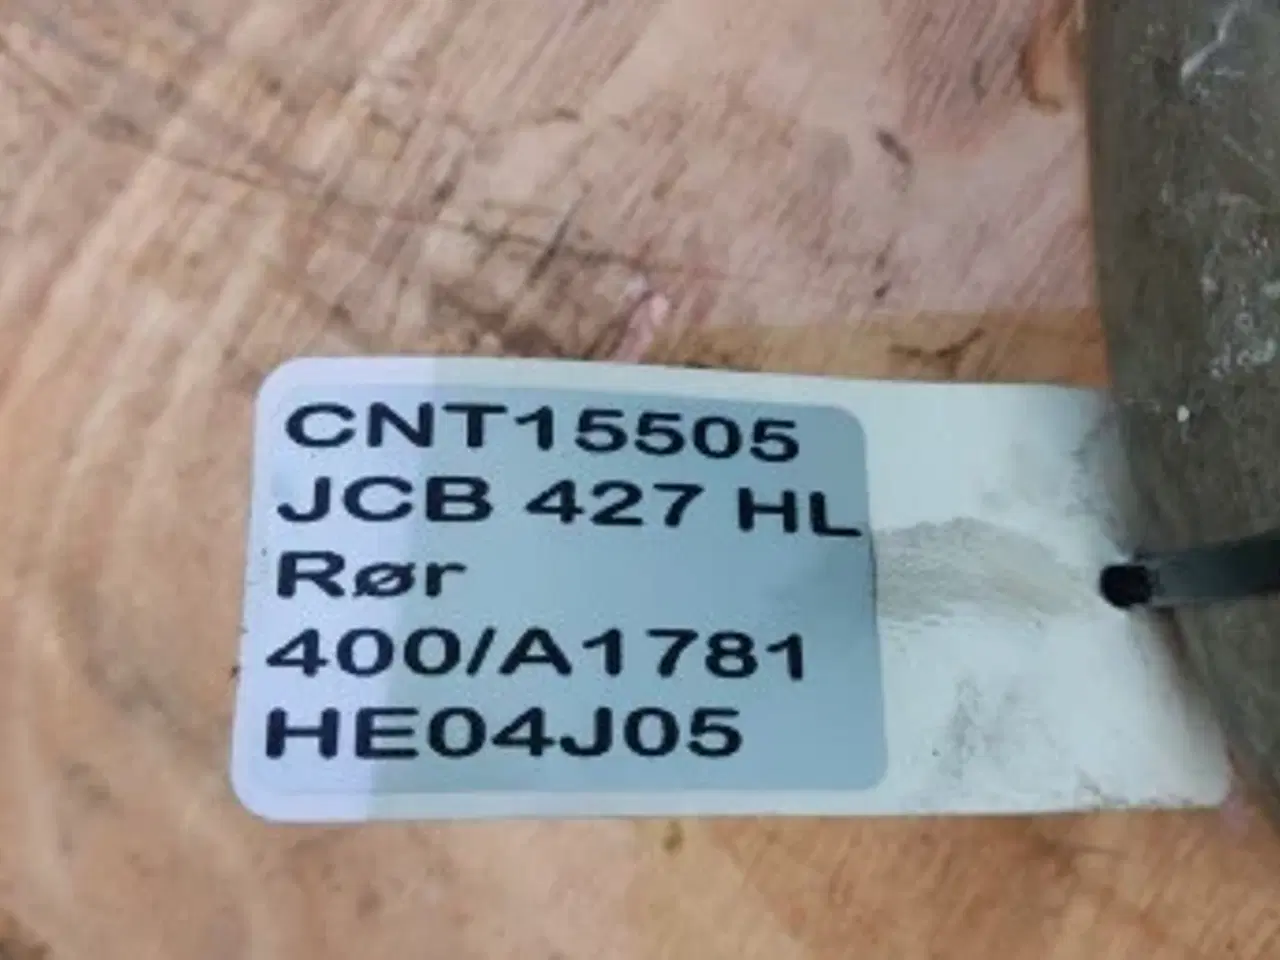 CNT15505
JCB 427 HL
Rør
400/A1781
HE04J05